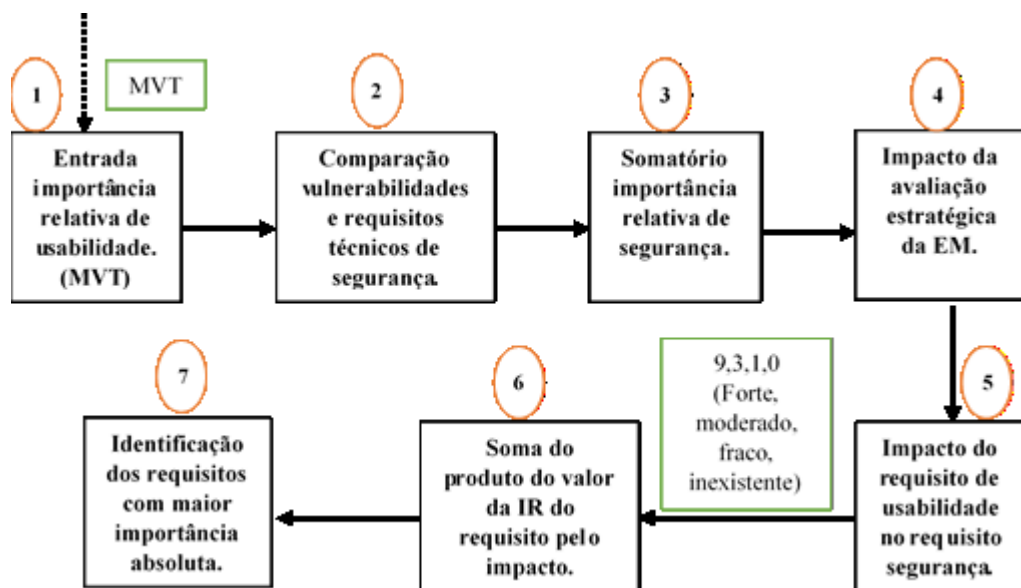 1
MVT
Entrada
importância
relativa de
usabilidade.
(MVT)
2
Comparação
vulnerabilidades
e requisitos
técnicos de
segurança.
3
Somatório
importância
relativa de
segurança.
4
Impacto da
avaliação
estratégica
da EM.
5
Impacto do
requisito de
usabilidade
no requisito
segurança.
9,3,1,0
(Forte,
moderado,
fraco,
inexistente)
6
Soma do
produto do valor
da IR do
requisito pelo
impacto.
7
Identificação
dos requisitos
com maior
importância
absoluta.